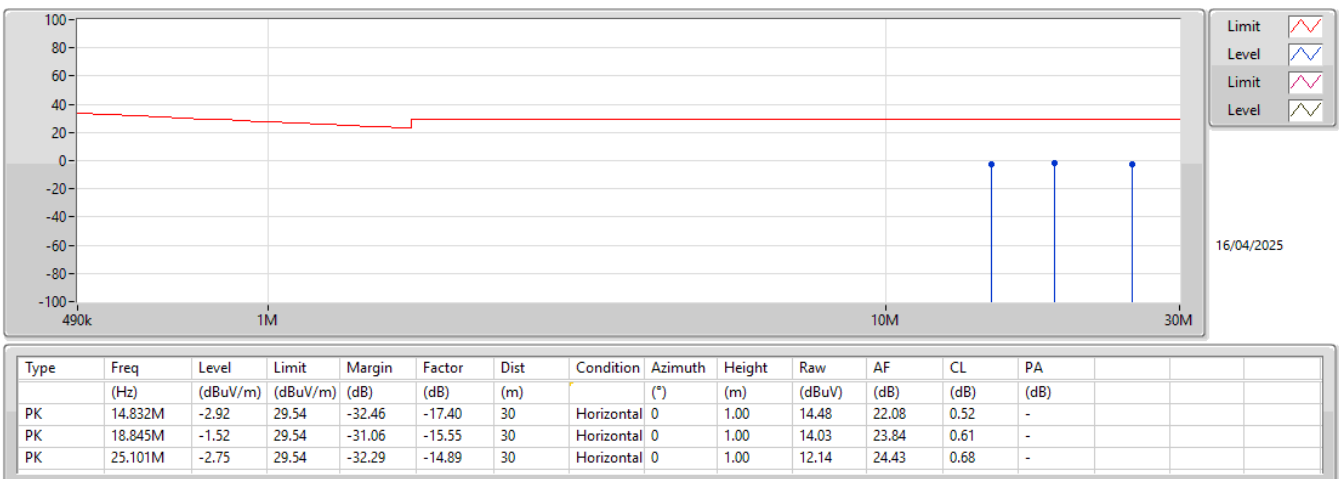 100
80
60
40
20
0
-20
-40
-60
-80
-100
490k 1M 10M 30M
Limit
Level
Limit
Level
16/04/2025
Type Freq Level Limit Margin Factor Dist Condition Azimuth Height Raw AF CL PA
(Hz) (dBuV/m) (dBuV/m) (dB) (dB) (m) (°) (m) (dBuV) (dB) (dB) (dB)
PK 14.832M -2.92 29.54 -32.46 -17.40 30 Horizontal 0 1.00 14.48 22.08 0.52 -
PK 18.845M -1.52 29.54 -31.06 -15.55 30 Horizontal 0 1.00 14.03 23.84 0.61 -
PK 25.101M -2.75 29.54 -32.29 -14.89 30 Horizontal 0 1.00 12.14 24.43 0.68 -